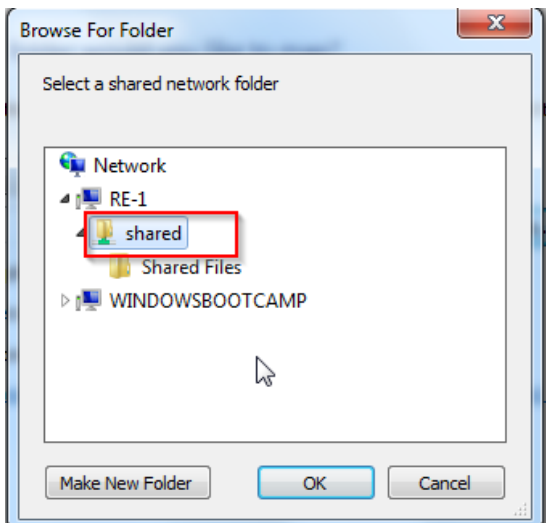 Browse For Folder
Select a shared network folder
Network
RE-1
shared
Shared Files
WINDOWSBOOTCAMP
Make New Folder OK Cancel